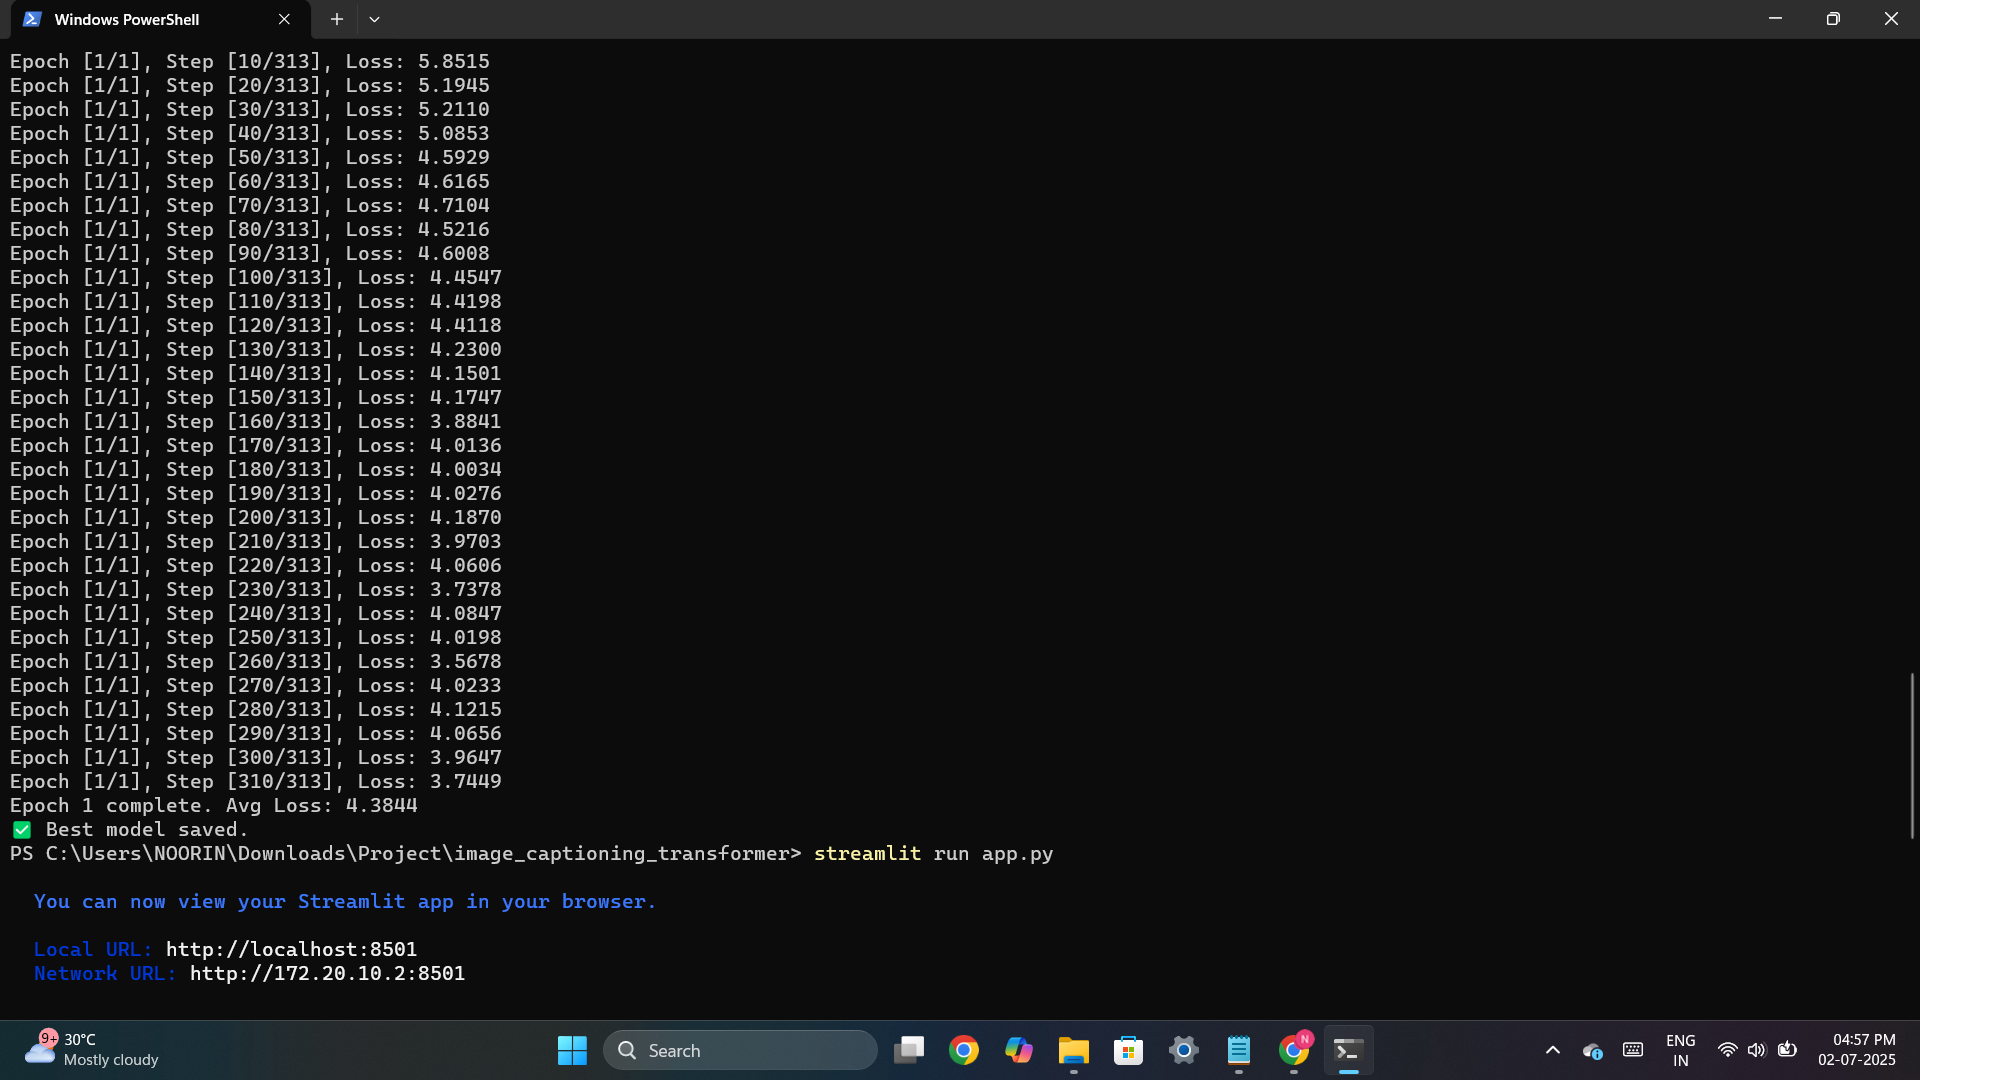 Windows PowerShell
Epoch [1/1], Step [10/313], Loss: 5.8515
Epoch [1/1], Step [20/313], Loss: 5.1945
Epoch [1/1], Step [30/313], Loss: 5.2110
Epoch [1/1], Step [40/313], Loss: 5.0853
Epoch [1/1], Step [50/313], Loss: 4.5929
Epoch [1/1], Step [60/313], Loss: 4.6165
Epoch [1/1], Step [70/313], Loss: 4.7104
Epoch [1/1], Step [80/313], Loss: 4.5216
Epoch [1/1], Step [90/313], Loss: 4.6008
Epoch [1/1], Step [100/313], Loss: 4.4547
Epoch [1/1], Step [110/313], Loss: 4.4198
Epoch [1/1], Step [120/313], Loss: 4.4118
Epoch [1/1], Step [130/313], Loss: 4.2300
Epoch [1/1], Step [140/313], Loss: 4.1501
Epoch [1/1], Step [150/313], Loss: 4.1747
Epoch [1/1], Step [160/313], Loss: 3.8841
Epoch [1/1], Step [170/313], Loss: 4.0136
Epoch [1/1], Step [180/313], Loss: 4.0034
Epoch [1/1], Step [190/313], Loss: 4.0276
Epoch [1/1], Step [200/313], Loss: 4.1870
Epoch [1/1], Step [210/313], Loss: 3.9703
Epoch [1/1], Step [220/313], Loss: 4.0606
Epoch [1/1], Step [230/313], Loss: 3.7378
Epoch [1/1], Step [240/313], Loss: 4.0847
Epoch [1/1], Step [250/313], Loss: 4.0198
Epoch [1/1], Step [260/313], Loss: 3.5678
Epoch [1/1], Step [270/313], Loss: 4.0233
Epoch [1/1], Step [280/313], Loss: 4.1215
Epoch [1/1], Step [290/313], Loss: 4.0656
Epoch [1/1], Step [300/313], Loss: 3.9647
Epoch [1/1], Step [310/313], Loss: 3.7449
Epoch 1 complete. Avg Loss: 4.3844
✅ Best model saved.
PS C:\Users\NOORIN\Downloads\Project\image_captioning_transformer> streamlit run app.py
You can now view your Streamlit app in your browser.
Local URL: http://localhost:8501
Network URL: http://172.20.10.2:8501
9+
30°C
Mostly cloudy
Search
N
ENG
IN
04:57 PM
02-07-2025